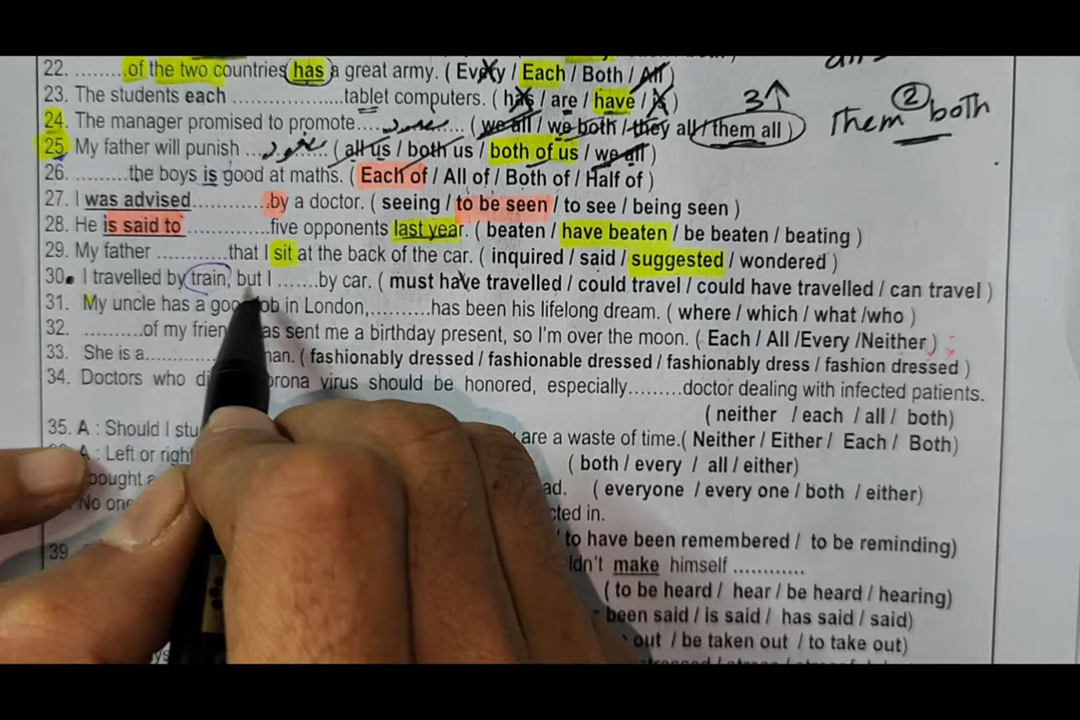 22. .........of the two countries has a great army. ( Every / Each / Both / All )
23. The students each ..................tablet computers. ( has / are / have / is )
24. The manager promised to promote.... ...... ( we all / we both / they all / them all )
3
Them ② both
25. My father will punish ............. ( all us / both us / both of us / we all )
26. .........the boys is good at maths. ( Each of / All of / Both of / Half of )
27. I was advised.............by a doctor. ( seeing / to be seen / to see / being seen )
28. He is said to ..............five opponents last year. ( beaten / have beaten / be beaten / beating )
29. My father .............that I sit at the back of the car. ( inquired / said / suggested / wondered )
30. I travelled by train, but I .......by car. ( must have travelled / could travel / could have travelled / can travel )
31. My uncle has a good job in London,..........has been his lifelong dream. ( where / which / what /who )
32. ..........of my has sent me a birthday present, so I'm over the moon. ( Each / All /Every /Neither )
33. She is a............ ( fashionably dressed / fashionable dressed / fashionably dress / fashion dressed )
34. Doctors who virus should be honored, especially.........doctor dealing with infected patients.
( neither / each / all / both)
35. A : Should I are a waste of time.( Neither / Either / Each / Both)
A : Left or right ( both / every / all / either)
bought ( everyone / every one / both / either)
No one in.
39 to have been remembered / to be reminding)
make himself ............
( to be heard / hear / be heard / hearing)
been said / is said / has said / said)
out / be taken out / to take out)